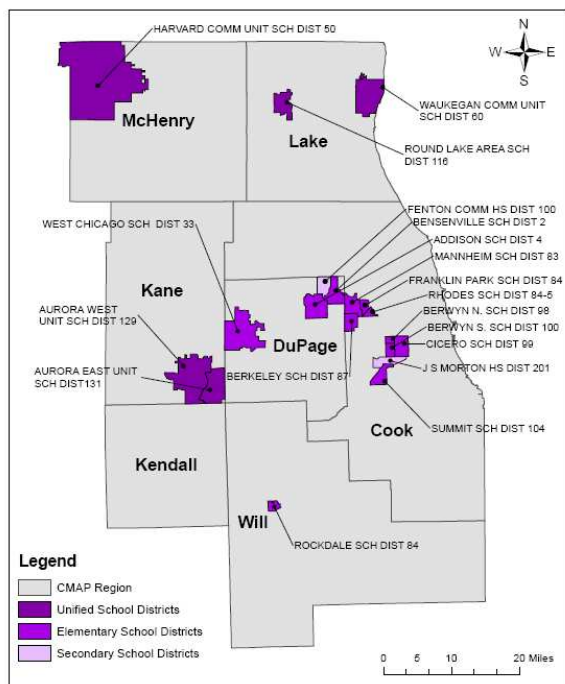 HARVARD COMM UNIT SCH DIST 50
N
W E
S
McHenry
Lake
WAUKEGAN COMM UNIT
SCH DIST 60
ROUND LAKE AREA SCH
DIST 116
FENTON COMM HS DIST 100
BENSENVILLE SCH DIST 2
WEST CHICAGO SCH DIST 33
ADDISON SCH DIST 4
MANNHEIM SCH DIST 83
FRANKLIN PARK SCH DIST 84
RHODES SCH DIST 84-5
Kane
BERWYN N. SCH DIST 98
AURORA WEST
UNIT SCH DIST 129
BERWYN S. SCH DIST 100
DuPage
CICERO SCH DIST 99
AURORA EAST UNIT
SCH DIST131
BERKELEY SCH DIST 87
J S MORTON HS DIST 201
SUMMIT SCH DIST 104
Cook
Kendall
Will
ROCKDALE SCH DIST 84
Legend
CMAP Region
Unified School Districts
Elementary School Districts
Secondary School Districts
0 5 10 20 Miles